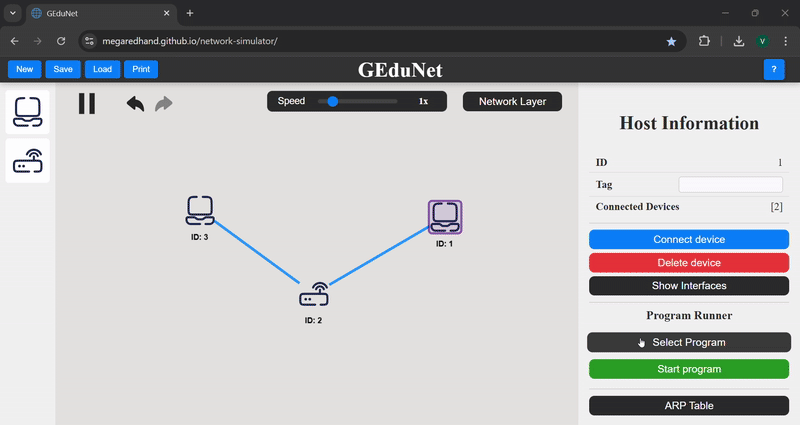 GEduNet
megaredhand.github.io/network-simulator/
V
New
Save
Load
Print
GEduNet
?
Speed
1x
Network Layer
ID: 3
ID: 1
ID: 2
Host Information
ID
1
Tag
Connected Devices
[2]
Connect device
Delete device
Show Interfaces
Program Runner
Select Program
Start program
ARP Table